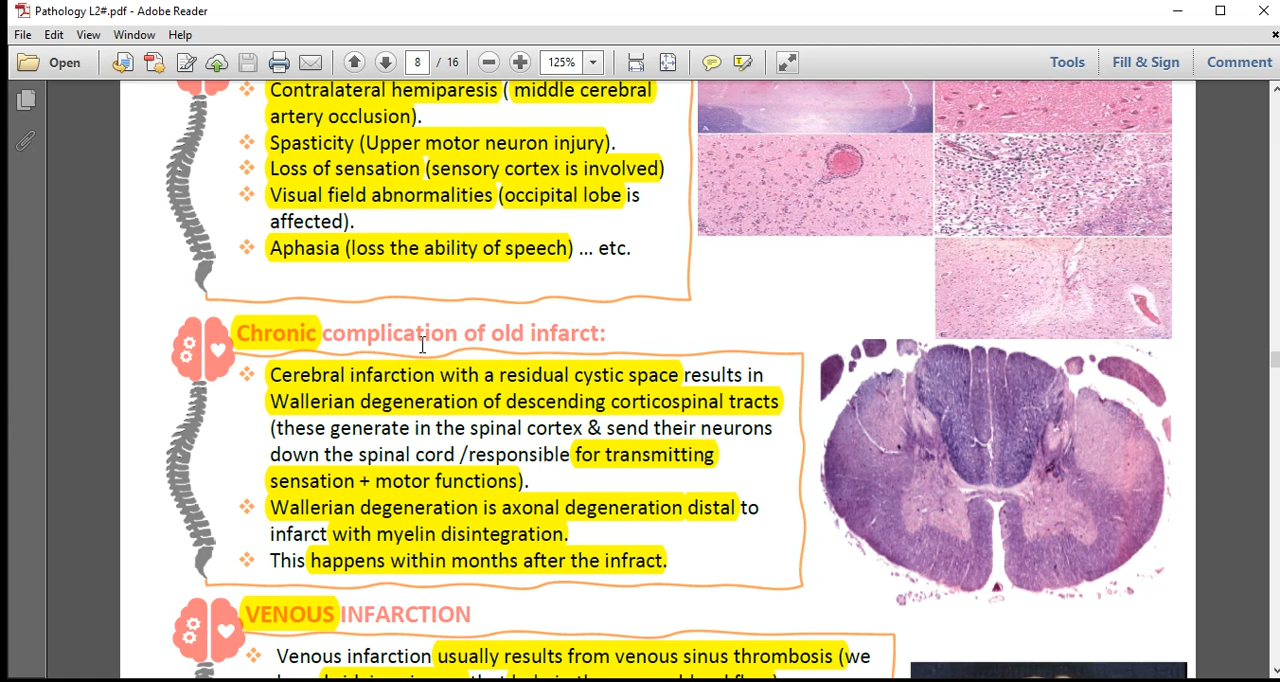 Pathology L2#.pdf - Adobe Reader
File Edit View Window Help
Open 8 / 16 125% Tools Fill & Sign Comment
Contralateral hemiparesis ( middle cerebral
artery occlusion).
Spasticity (Upper motor neuron injury).
Loss of sensation (sensory cortex is involved)
Visual field abnormalities (occipital lobe is
affected).
Aphasia (loss the ability of speech) ... etc.
A
Chronic complication of old infarct:
Cerebral infarction with a residual cystic space results in
Wallerian degeneration of descending corticospinal tracts
(these generate in the spinal cortex & send their neurons
down the spinal cord /responsible for transmitting
sensation + motor functions).
Wallerian degeneration is axonal degeneration distal to
infarct with myelin disintegration.
This happens within months after the infract.
VENOUS INFARCTION
Venous infarction usually results from venous sinus thrombosis (we